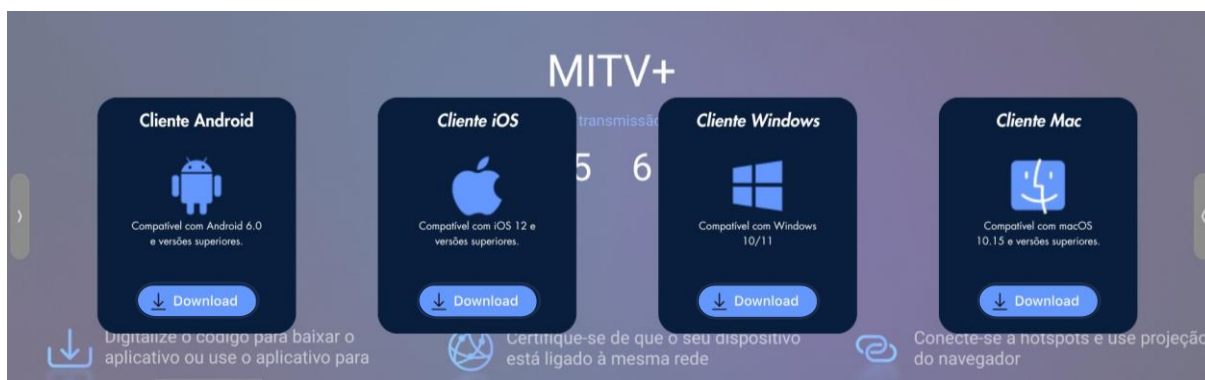 MITV+
transmissão
5 6
Cliente Android
Compatível com Android 6.0
e versões superiores.
Download
Cliente iOS
Compatível com iOS 12 e
versões superiores.
Download
Cliente Windows
Compatível com Windows
10/11
Download
Cliente Mac
Compatível com macOS
10.15 e versões superiores.
Download
Digitalize o código para baixar o
aplicativo ou use o aplicativo para
Certifique-se de que o seu dispositivo
está ligado à mesma rede
Conecte-se a hotspots e use projeção
do navegador